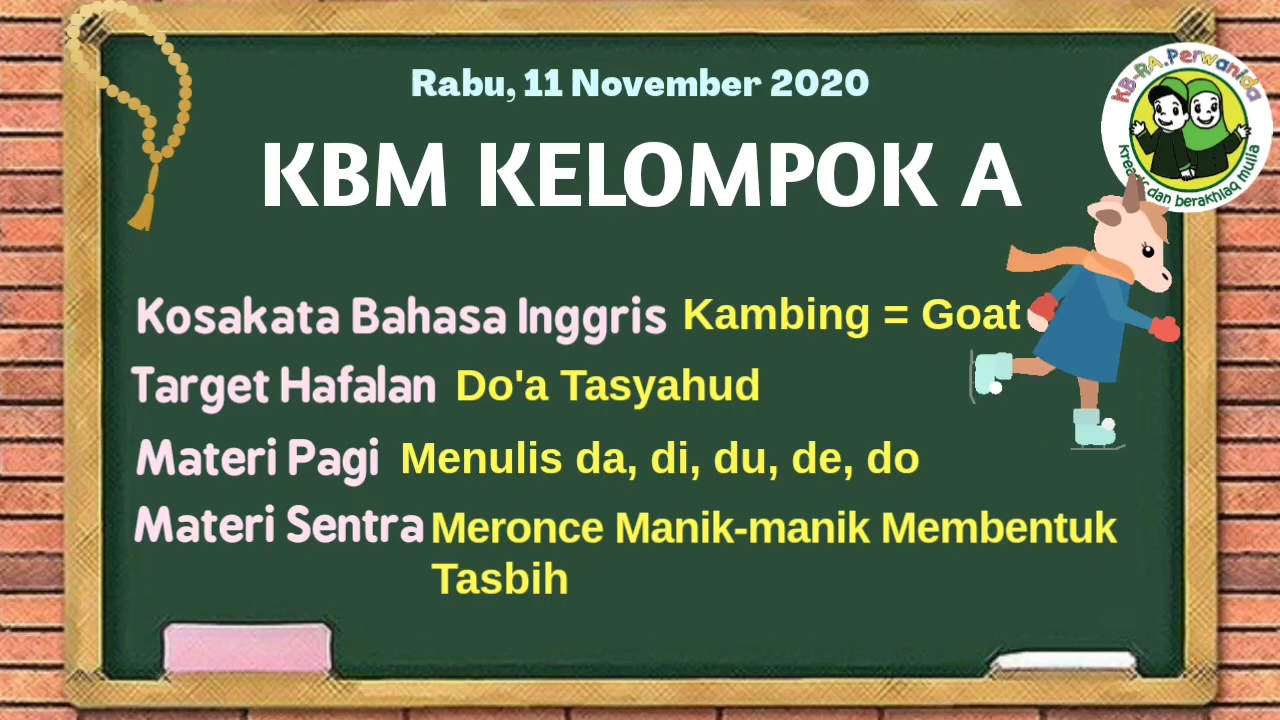 Rabu, 11 November 2020
KB-RA.Perwanida
KBM KELOMPOK A
dan berakhlaq mulia
Kosakata Bahasa Inggris Kambing = Goat
Target Hafalan Do'a Tasyahud
Materi Pagi Menulis da, di, du, de, do
Materi Sentra Meronce Manik-manik Membentuk
Tasbih